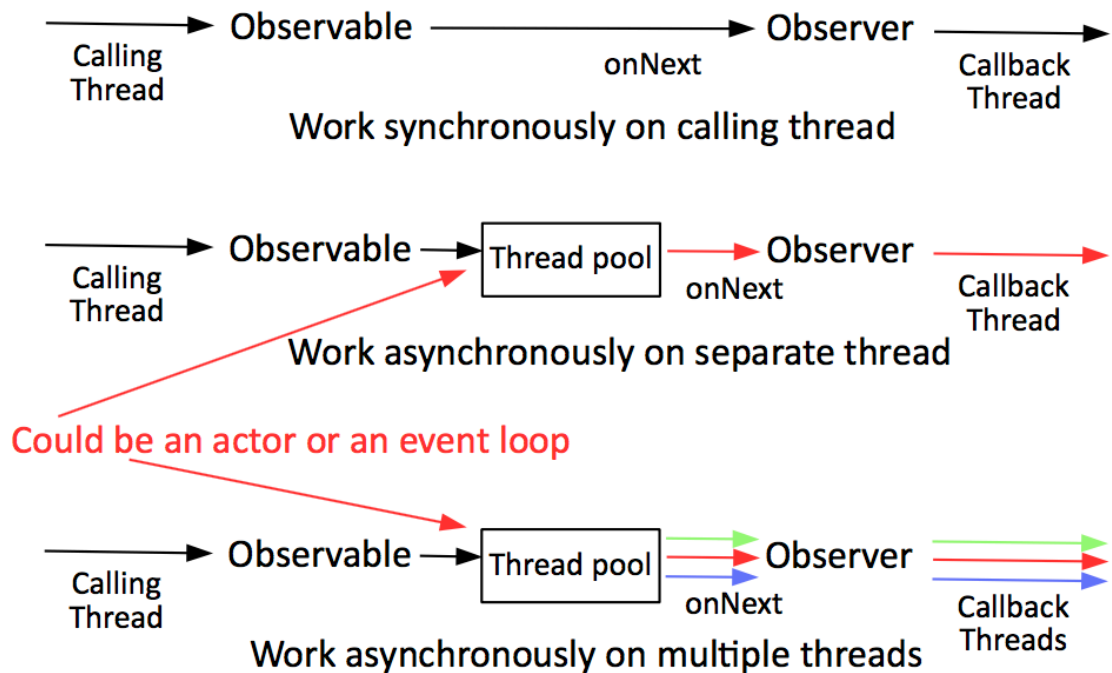 Observable
Observer
Calling
Thread
onNext
Callback
Thread
Work synchronously on calling thread
Observable
Thread pool
Observer
Calling
Thread
onNext
Callback
Thread
Work asynchronously on separate thread
Could be an actor or an event loop
Observable
Thread pool
Observer
Calling
Thread
onNext
Callback
Threads
Work asynchronously on multiple threads